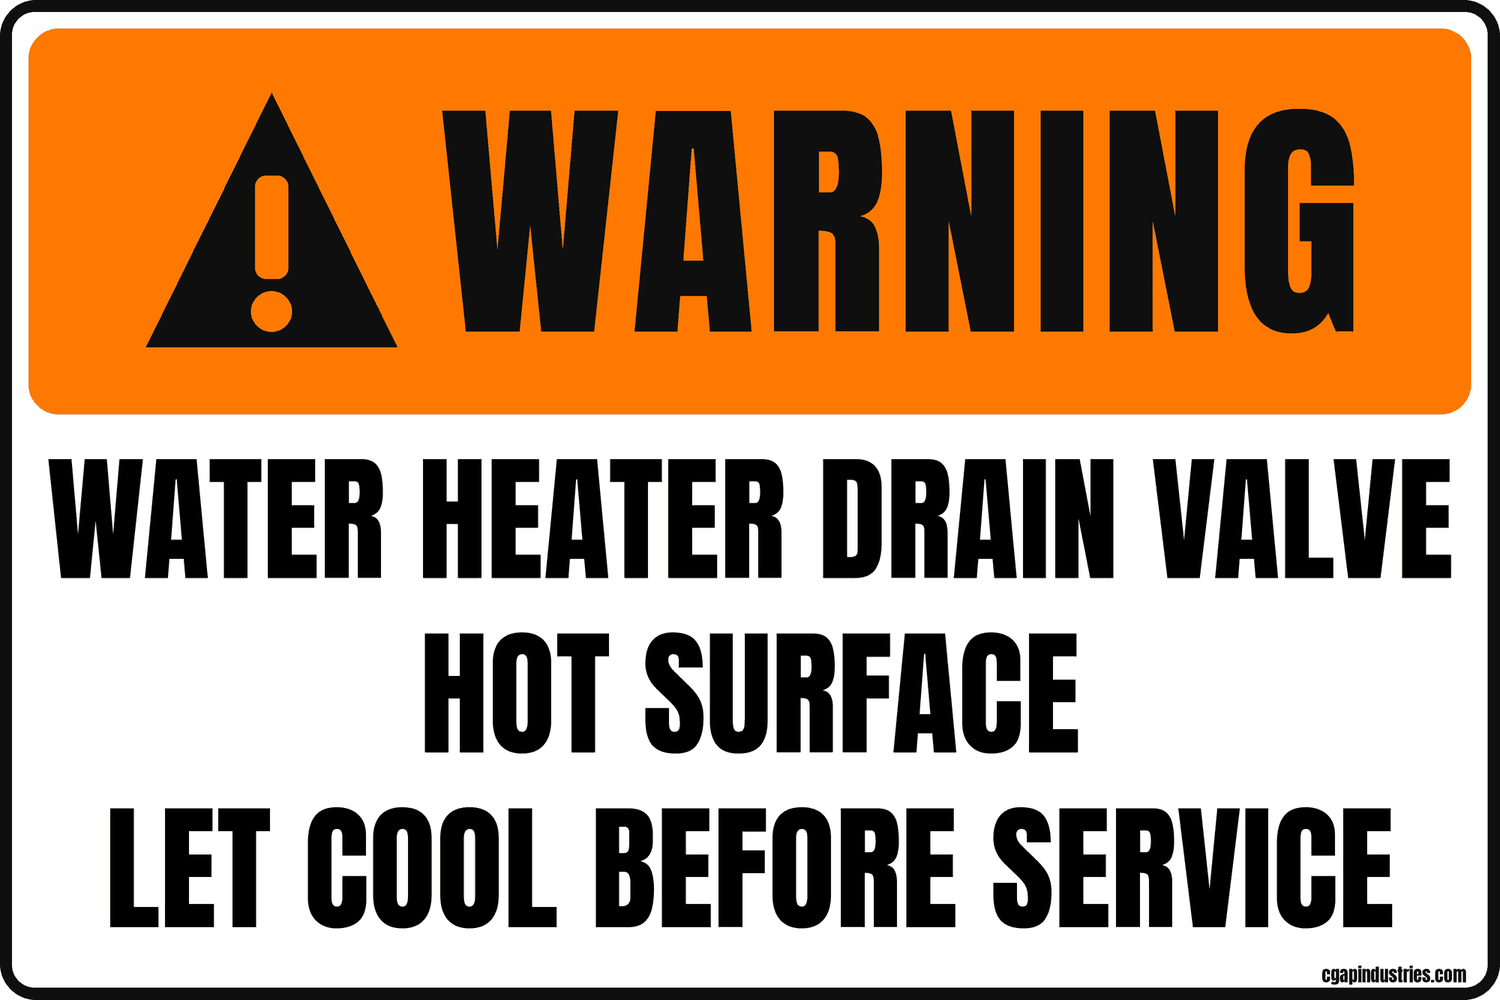 WARNING
WATER HEATER DRAIN VALVE
HOT SURFACE
LET COOL BEFORE SERVICE
cgapindustries.com